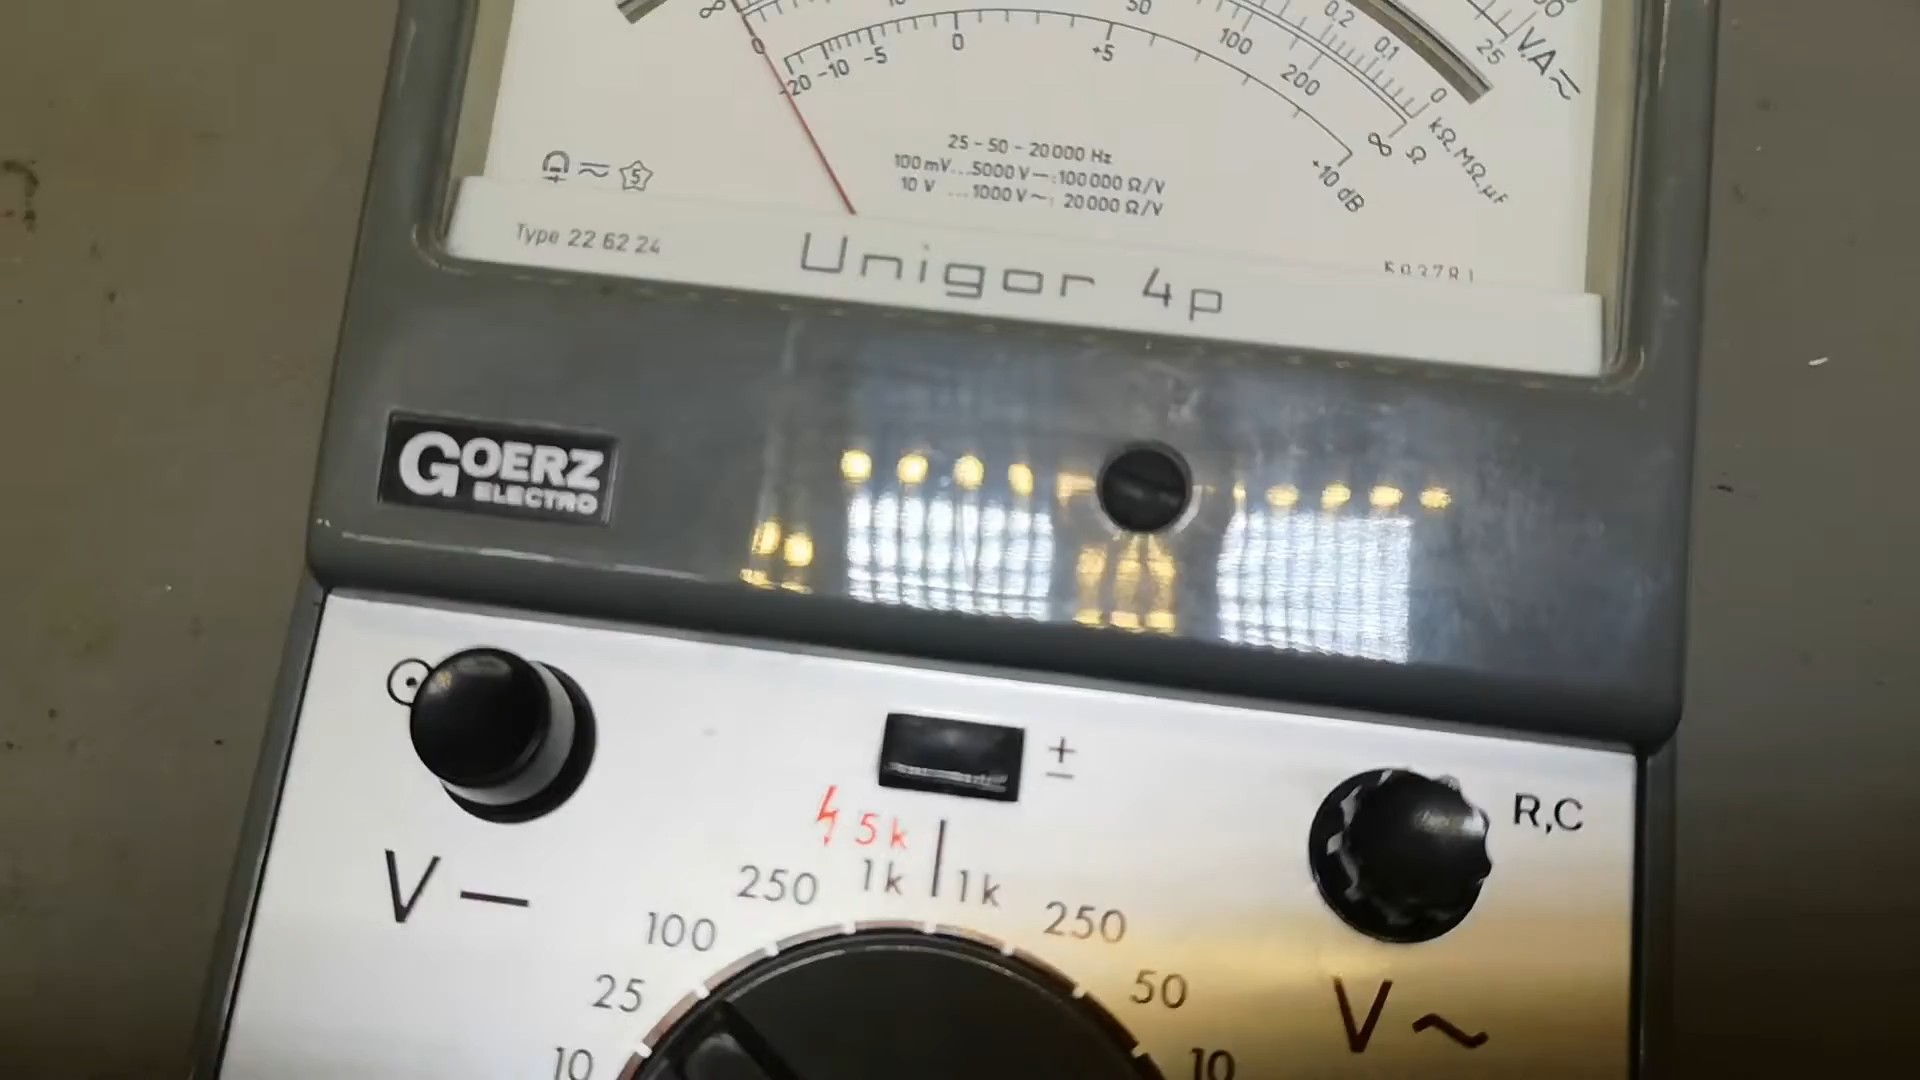 ∞ 50 0.2 0.1 0
0 100 200 ∞ Ω
25 V,A≂
kΩ,MΩ,µF
-20 -10 -5 0 +5 +10 dB
25 - 50 - 20000 Hz
100 mV...5000 V—: 100 000 Ω/V
10 V ...1000 V~: 20 000 Ω/V
5
Type 22 62 24
Unigor 4p
GOERZ
ELECTRO
±
R,C
5k
1k 1k
V— 250 250
100
25 50
V~
10 10